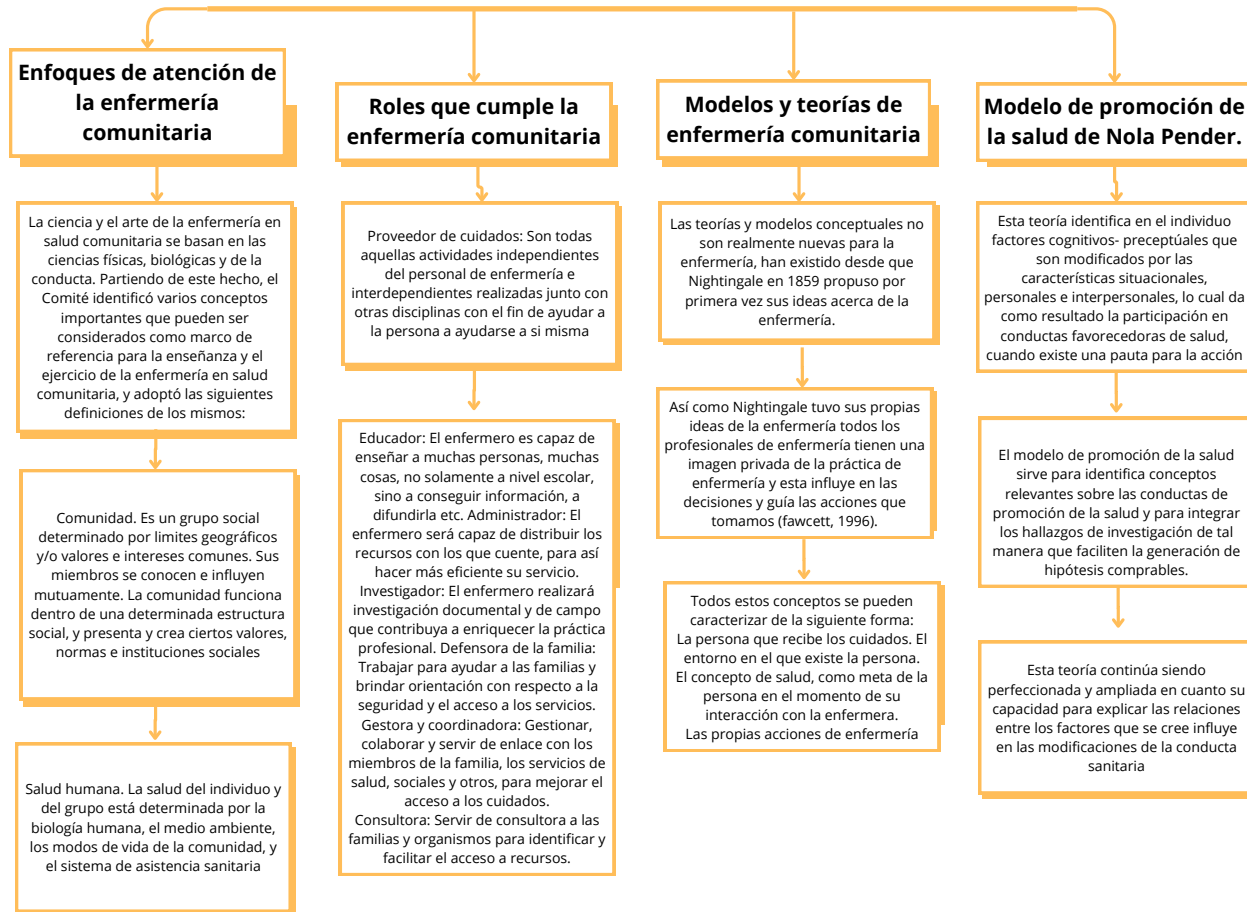 Enfoques de atención de
la enfermería
comunitaria
La ciencia y el arte de la enfermería en
salud comunitaria se basan en las
ciencias físicas, biológicas y de la
conducta. Partiendo de este hecho, el
Comité identificó varios conceptos
importantes que pueden ser
considerados como marco de
referencia para la enseñanza y el
ejercicio de la enfermería en salud
comunitaria, y adoptó las siguientes
definiciones de los mismos:
Comunidad. Es un grupo social
determinado por limites geográficos
y/o valores e intereses comunes. Sus
miembros se conocen e influyen
mutuamente. La comunidad funciona
dentro de una determinada estructura
social, y presenta y crea ciertos valores,
normas e instituciones sociales
Salud humana. La salud del individuo y
del grupo está determinada por la
biología humana, el medio ambiente,
los modos de vida de la comunidad, y
el sistema de asistencia sanitaria
Roles que cumple la
enfermería comunitaria
Proveedor de cuidados: Son todas
aquellas actividades independientes
del personal de enfermería e
interdependientes realizadas junto con
otras disciplinas con el fin de ayudar a
la persona a ayudarse a si misma
Educador: El enfermero es capaz de
enseñar a muchas personas, muchas
cosas, no solamente a nivel escolar,
sino a conseguir información, a
difundirla etc. Administrador: El
enfermero será capaz de distribuir los
recursos con los que cuente, para así
hacer más eficiente su servicio.
Investigador: El enfermero realizará
investigación documental y de campo
que contribuya a enriquecer la práctica
profesional. Defensora de la familia:
Trabajar para ayudar a las familias y
brindar orientación con respecto a la
seguridad y el acceso a los servicios.
Gestora y coordinadora: Gestionar,
colaborar y servir de enlace con los
miembros de la familia, los servicios de
salud, sociales y otros, para mejorar el
acceso a los cuidados.
Consultora: Servir de consultora a las
familias y organismos para identificar y
facilitar el acceso a recursos.
Modelos y teorías de
enfermería comunitaria
Las teorías y modelos conceptuales no
son realmente nuevas para la
enfermería, han existido desde que
Nightingale en 1859 propuso por
primera vez sus ideas acerca de la
enfermería.
Así como Nightingale tuvo sus propias
ideas de la enfermería todos los
profesionales de enfermería tienen una
imagen privada de la práctica de
enfermería y esta influye en las
decisiones y guía las acciones que
tomamos (fawcett, 1996).
Todos estos conceptos se pueden
caracterizar de la siguiente forma:
La persona que recibe los cuidados. El
entorno en el que existe la persona.
El concepto de salud, como meta de la
persona en el momento de su
interacción con la enfermera.
Las propias acciones de enfermería
Modelo de promoción de
la salud de Nola Pender.
Esta teoría identifica en el individuo
factores cognitivos- preceptúales que
son modificados por las
características situacionales,
personales e interpersonales, lo cual da
como resultado la participación en
conductas favorecedoras de salud,
cuando existe una pauta para la acción
El modelo de promoción de la salud
sirve para identifica conceptos
relevantes sobre las conductas de
promoción de la salud y para integrar
los hallazgos de investigación de tal
manera que faciliten la generación de
hipótesis comprables.
Esta teoría continúa siendo
perfeccionada y ampliada en cuanto su
capacidad para explicar las relaciones
entre los factores que se cree influye
en las modificaciones de la conducta
sanitaria